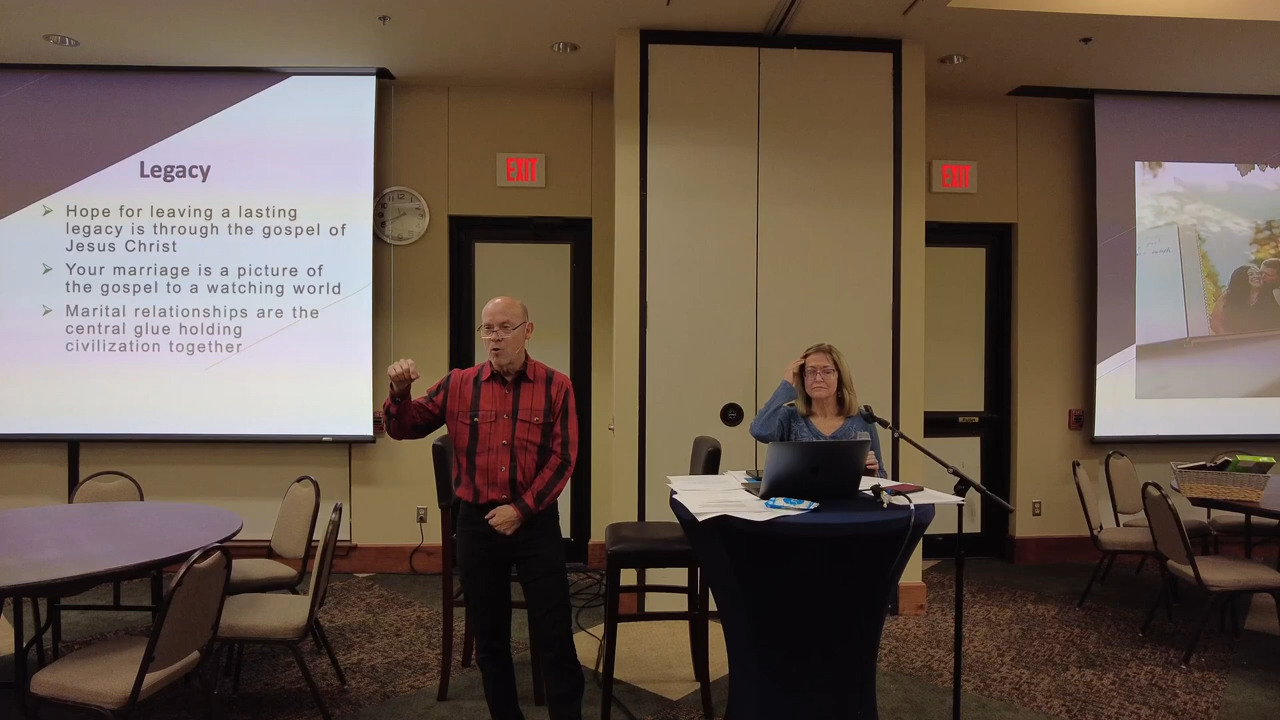 Legacy
Hope for leaving a lasting
legacy is through the gospel of
Jesus Christ
Your marriage is a picture of
the gospel to a watching world
Marital relationships are the
central glue holding
civilization together
EXIT
EXIT
PUSH